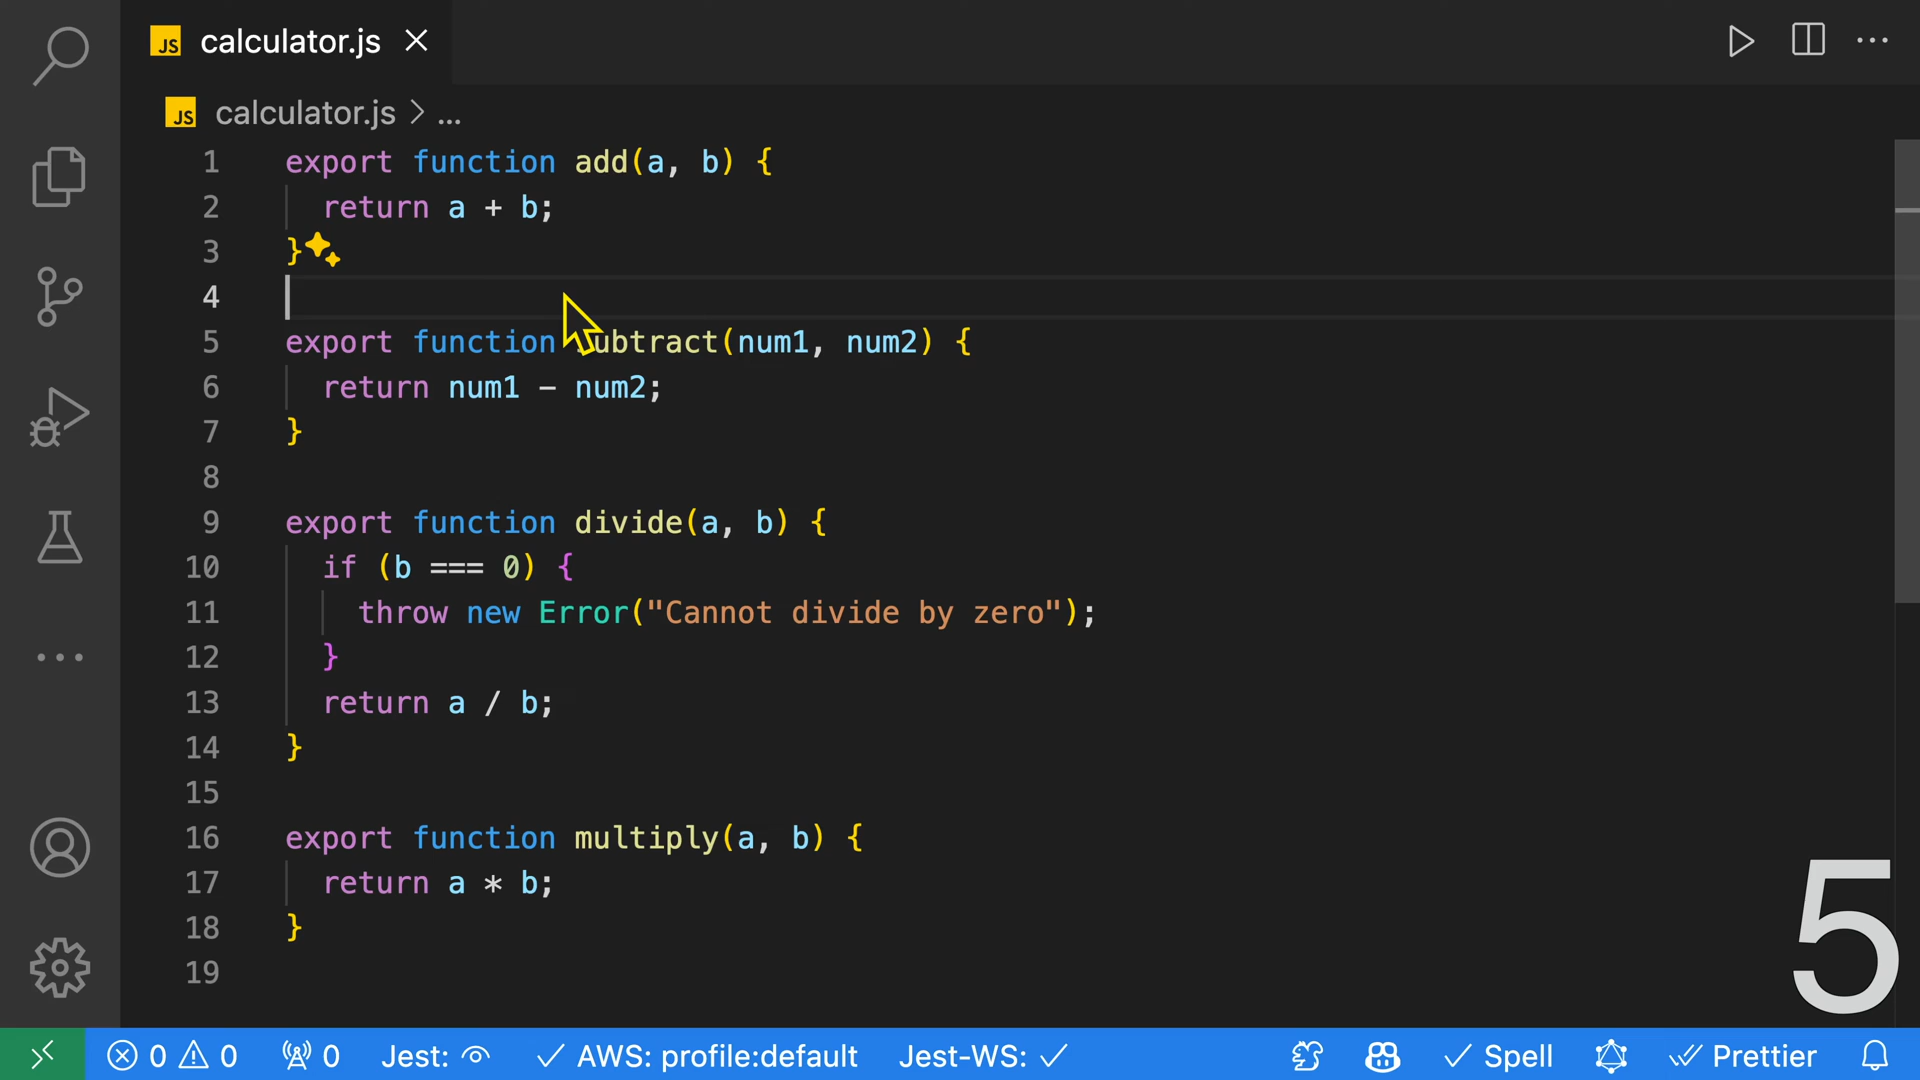 JS calculator.js
JS calculator.js > ...
1 export function add(a, b) {
2 return a + b;
3 }
4
5 export function subtract(num1, num2) {
6 return num1 - num2;
7 }
8
9 export function divide(a, b) {
10 if (b === 0) {
11 throw new Error("Cannot divide by zero");
12 }
13 return a / b;
14 }
15
16 export function multiply(a, b) {
17 return a * b;
18 }
19
5
0 0 0 Jest: AWS: profile:default Jest-WS: Spell Prettier